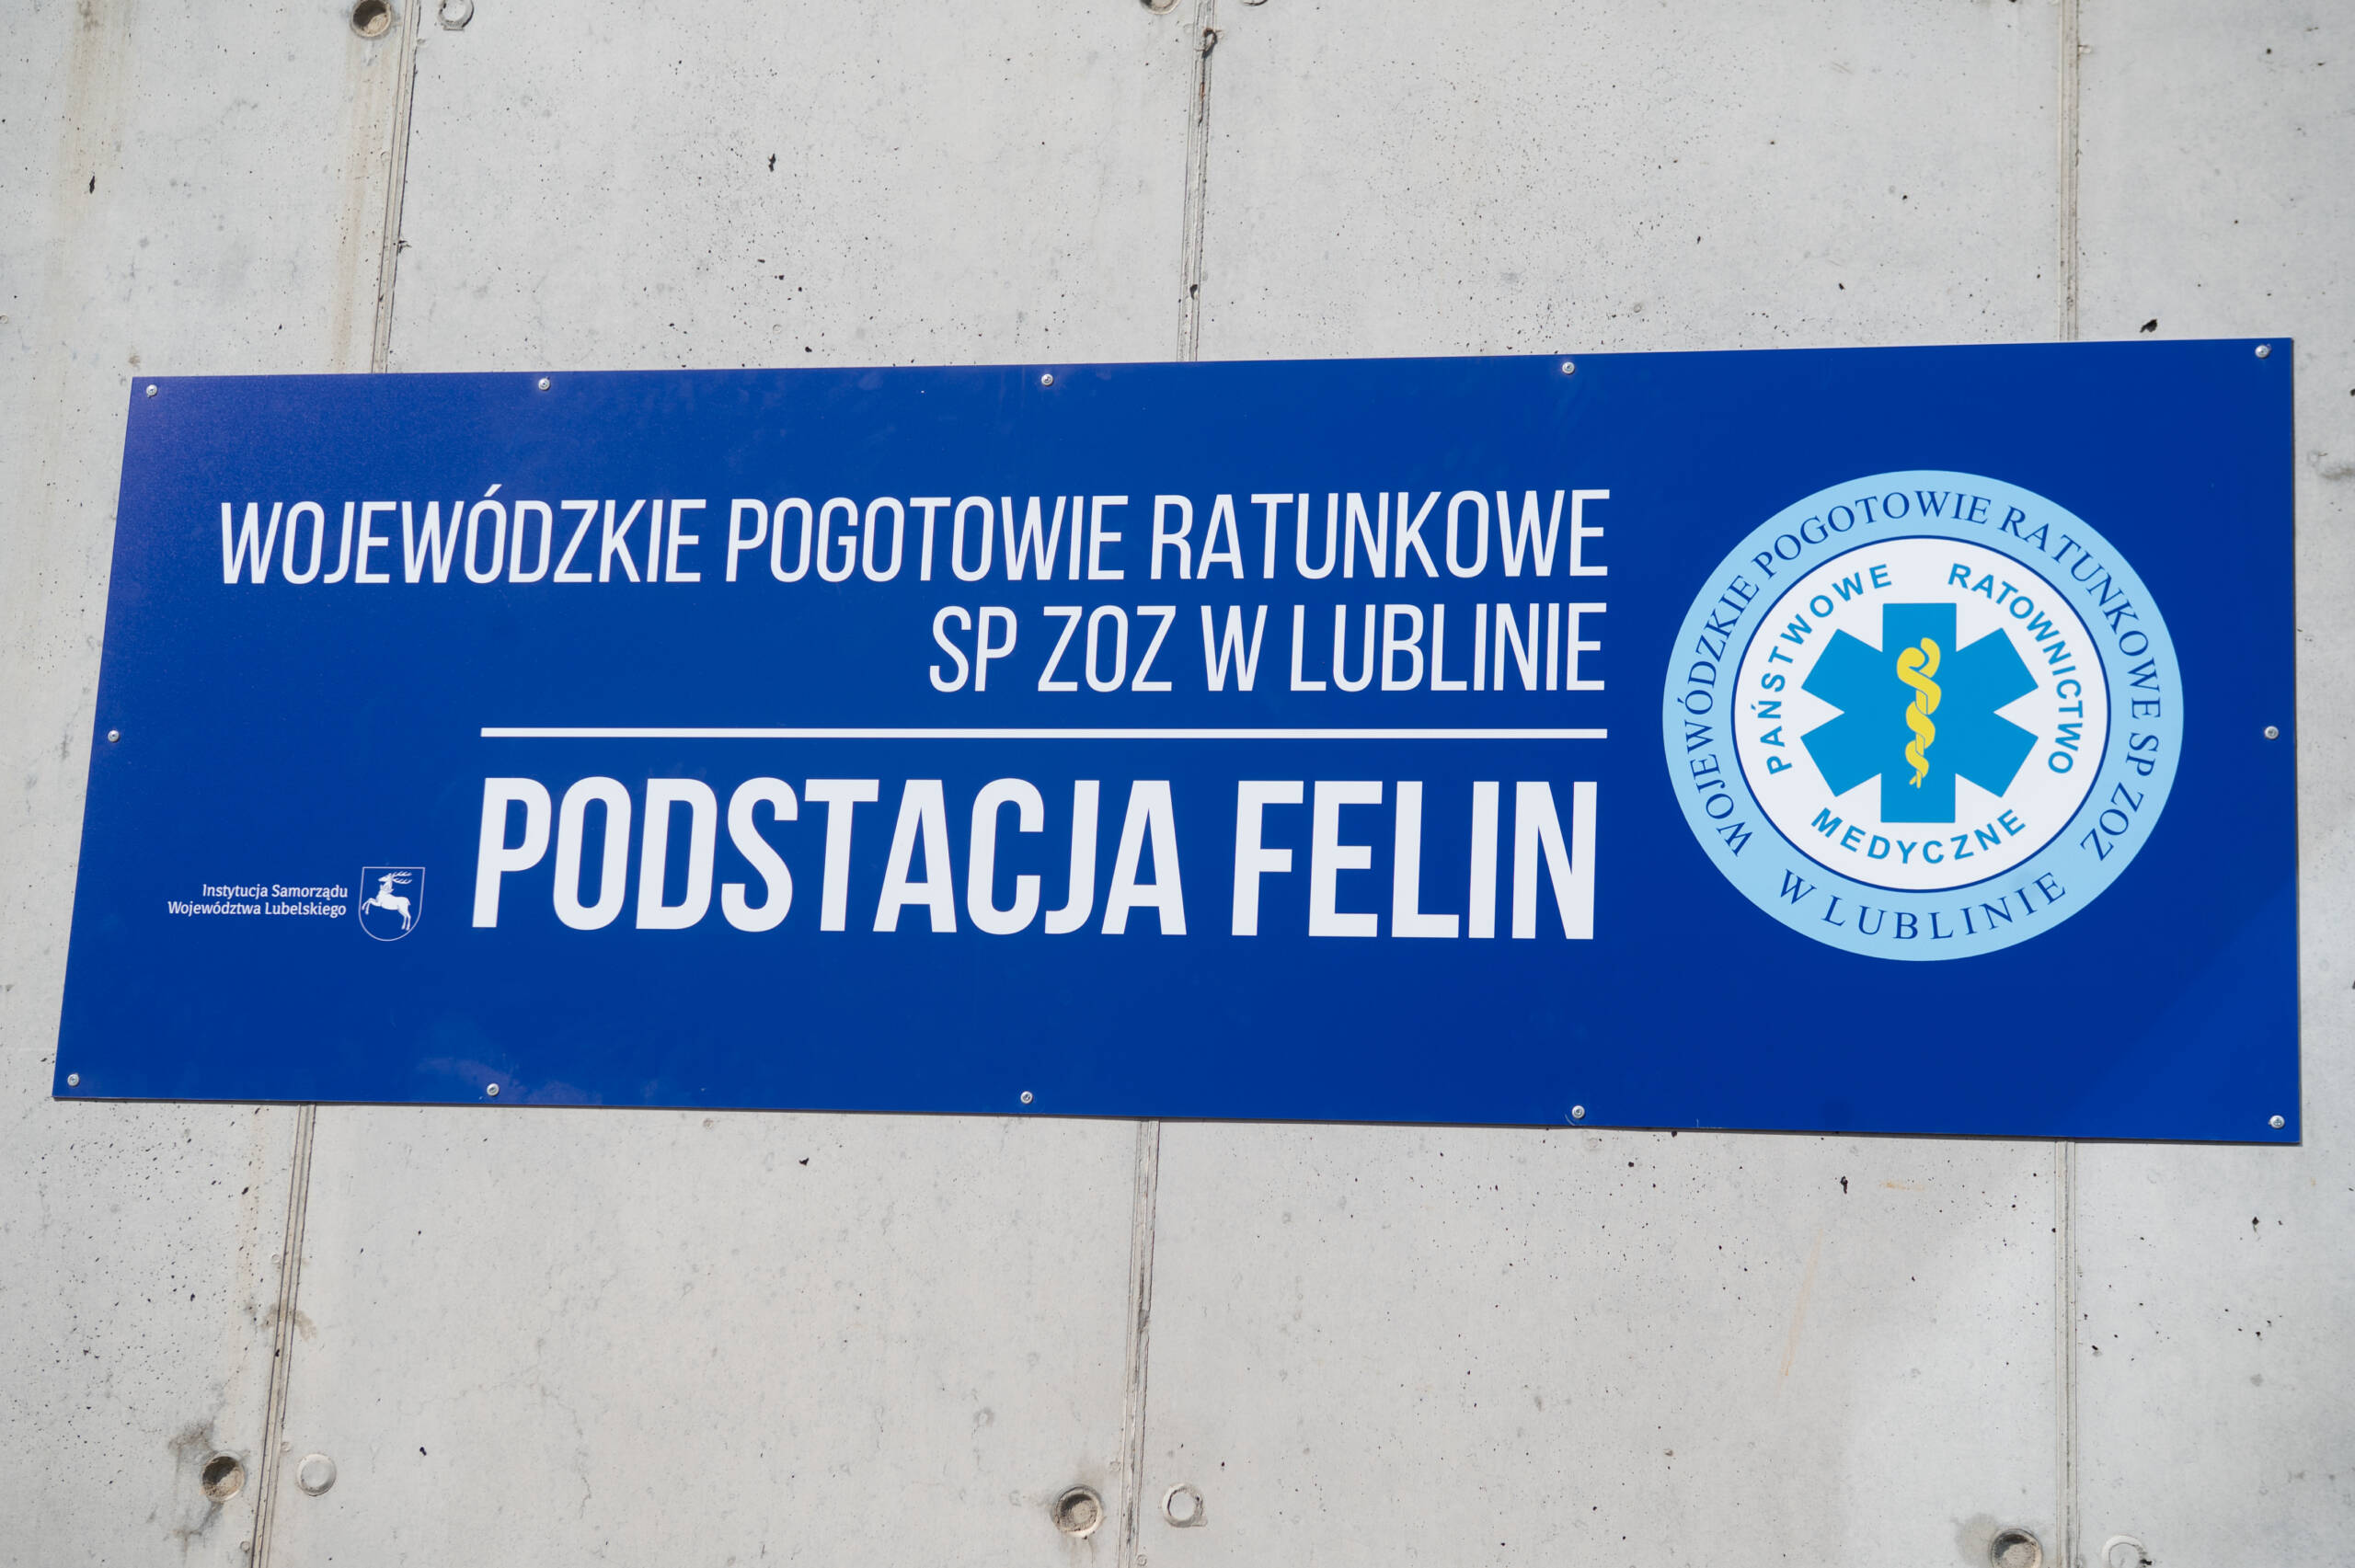 WOJEWÓDZKIE POGOTOWIE RATUNKOWE
SP ZOZ W LUBLINIE
PODSTACJA FELIN
Instytucja Samorządu
Województwa Lubelskiego
WOJEWÓDZKIE POGOTOWIE RATUNKOWE SP ZOZ
W LUBLINIE
PAŃSTWOWE RATOWNICTWO
MEDYCZNE